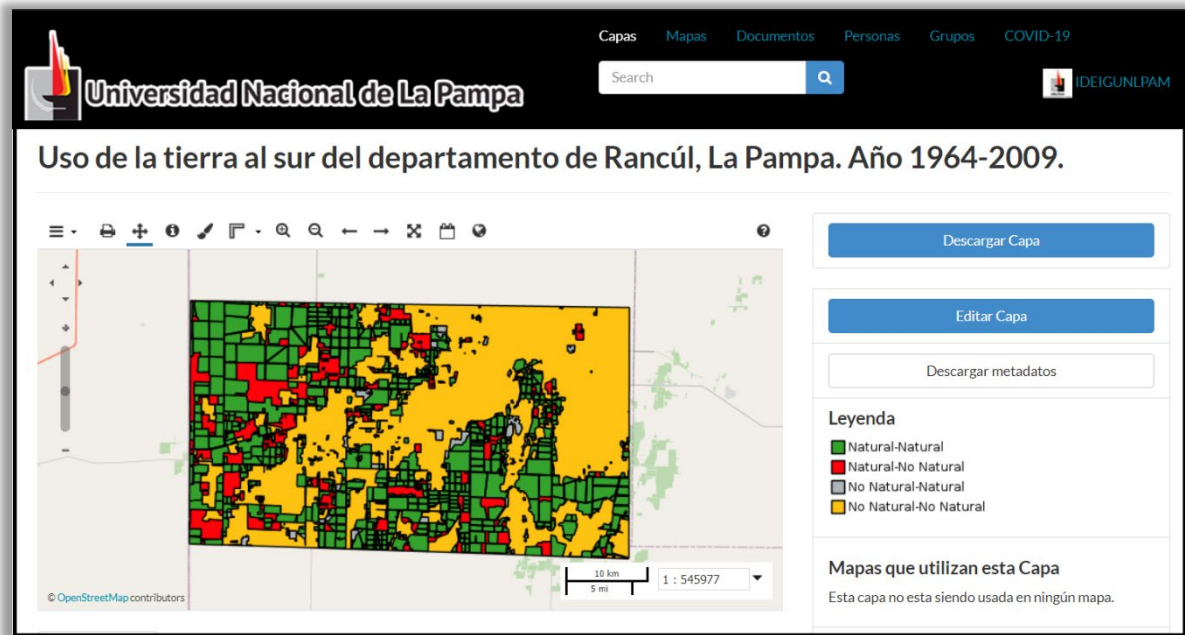 Capas Mapas Documentos Personas Grupos COVID-19
Universidad Nacional de La Pampa
Search
IDEIGUNLPAM
Uso de la tierra al sur del departamento de Rancúl, La Pampa. Año 1964-2009.
Descargar Capa
Editar Capa
Descargar metadatos
Leyenda
Natural-Natural
Natural-No Natural
No Natural-Natural
No Natural-No Natural
Mapas que utilizan esta Capa
Esta capa no esta siendo usada en ningún mapa.
10 km
5 mi
1 : 545977
© OpenStreetMap contributors